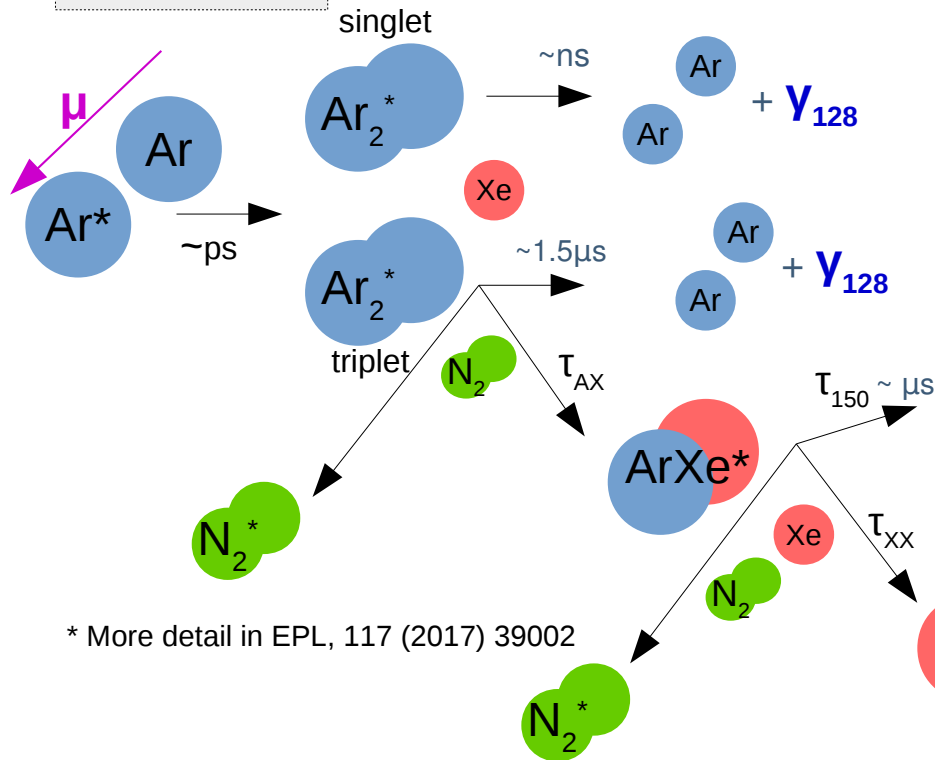 singlet
~ns
Ar
+ γ128
Ar
μ
Ar
Ar2*
Ar*
Xe
~ps
~1.5μs
Ar
+ γ128
Ar
Ar2*
triplet
N2
τAX
τ150 ~ μs
ArXe*
N2*
Xe
τXX
N2
* More detail in EPL, 117 (2017) 39002
N2*